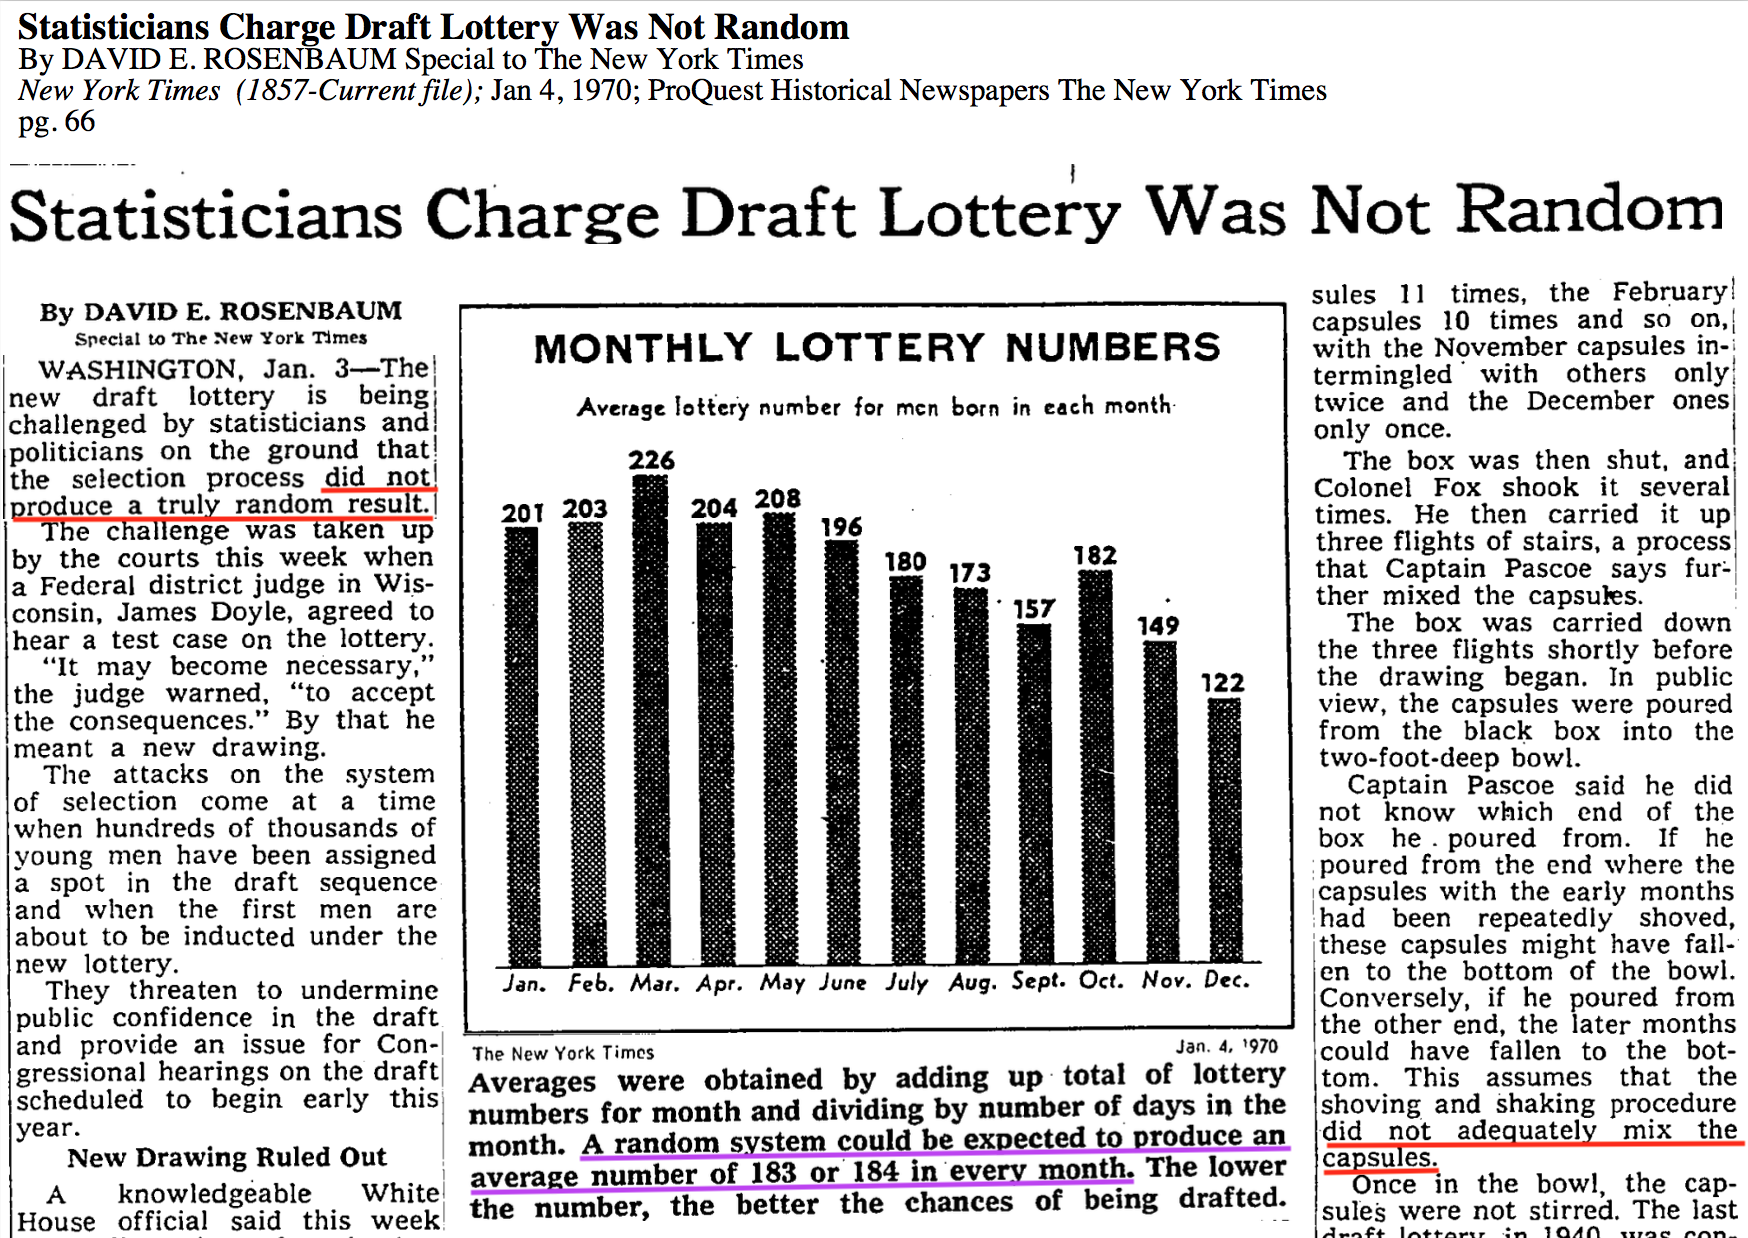 Statisticians Charge Draft Lottery Was Not Random
By DAVID E. ROSENBAUM Special to The New York Times
New York Times (1857-Current file); Jan 4, 1970; ProQuest Historical Newspapers The New York Times
pg. 66
Statisticians Charge Draft Lottery Was Not Random
By DAVID E. ROSENBAUM
Special to The New York Times
WASHINGTON, Jan. 3—The
new draft lottery is being
challenged by statisticians and
politicians on the ground that
the selection process did not
produce a truly random result.
The challenge was taken up
by the courts this week when
a Federal district judge in Wis-
consin, James Doyle, agreed to
hear a test case on the lottery.
“It may become necessary,”
the judge warned, “to accept
the consequences.” By that he
meant a new drawing.
The attacks on the system
of selection come at a time
when hundreds of thousands of
young men have been assigned
a spot in the draft sequence
and when the first men are
about to be inducted under the
new lottery.
They threaten to undermine
public confidence in the draft
and provide an issue for Con-
gressional hearings on the draft
scheduled to begin early this
year.
New Drawing Ruled Out
A knowledgeable White
House official said this week
MONTHLY LOTTERY NUMBERS
Average lottery number for men born in each month
201 203 226 204 208 196 180 173 157 182 149 122
Jan. Feb. Mar. Apr. May June July Aug. Sept. Oct. Nov. Dec.
The New York Times Jan. 4, 1970
Averages were obtained by adding up total of lottery
numbers for month and dividing by number of days in the
month. A random system could be expected to produce an
average number of 183 or 184 in every month. The lower
the number, the better the chances of being drafted.
sules 11 times, the February
capsules 10 times and so on,
with the November capsules in-
termingled with others only
twice and the December ones
only once.
The box was then shut, and
Colonel Fox shook it several
times. He then carried it up
three flights of stairs, a process
that Captain Pascoe says fur-
ther mixed the capsules.
The box was carried down
the three flights shortly before
the drawing began. In public
view, the capsules were poured
from the black box into the
two-foot-deep bowl.
Captain Pascoe said he did
not know which end of the
box he poured from. If he
poured from the end where the
capsules with the early months
had been repeatedly shoved,
these capsules might have fall-
en to the bottom of the bowl.
Conversely, if he poured from
the other end, the later months
could have fallen to the bot-
tom. This assumes that the
shoving and shaking procedure
did not adequately mix the
capsules.
Once in the bowl, the cap-
sules were not stirred. The last
draft lottery, in 1940, was con-